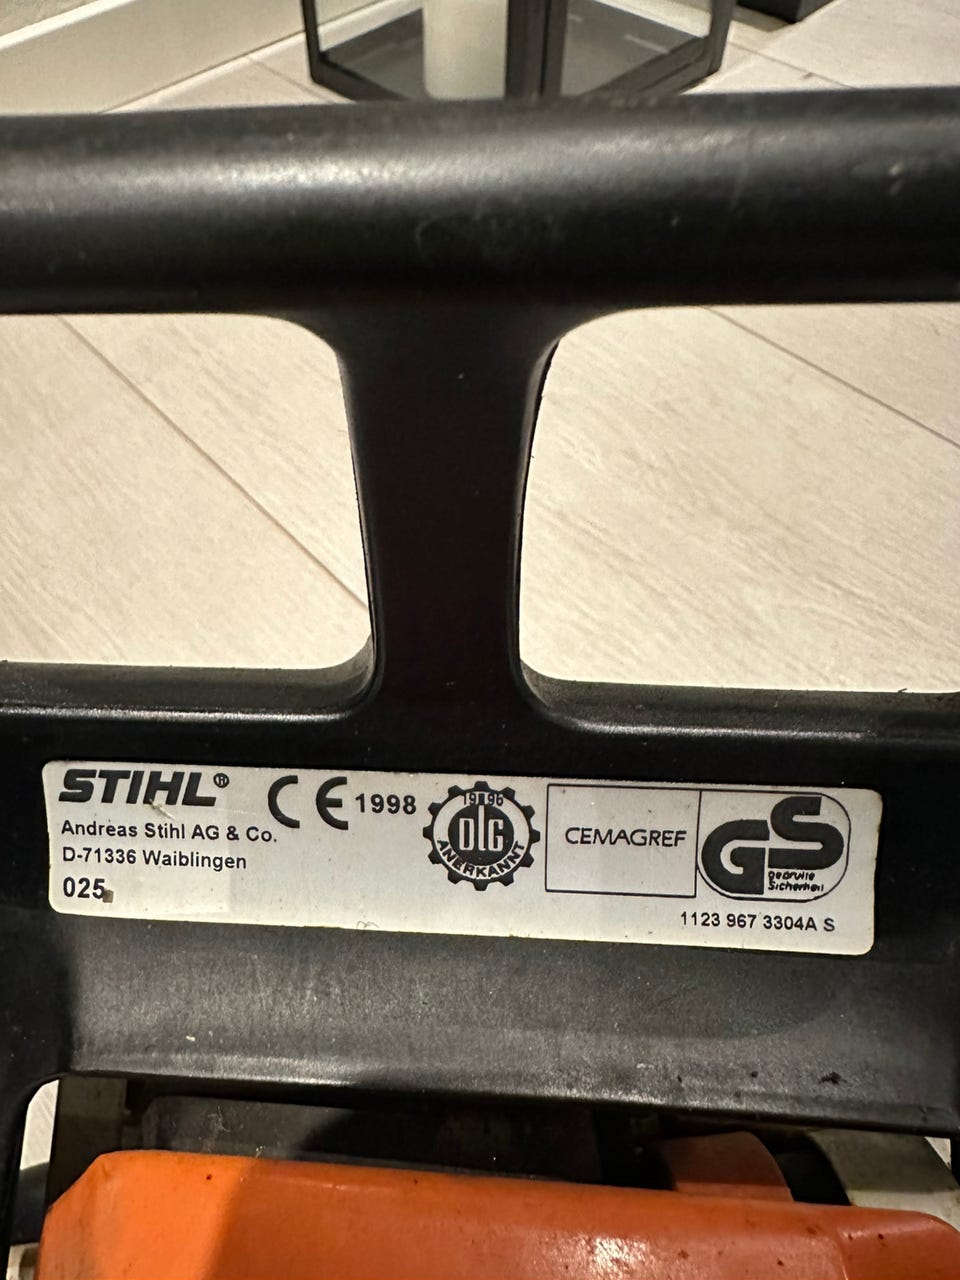 STIHL®
Andreas Stihl AG & Co.
D-71336 Waiblingen
025
CE 1998
1996
DLG
ANERKANNT
CEMAGREF
GS
geprüfte
Sicherheit
1123 967 3304A S